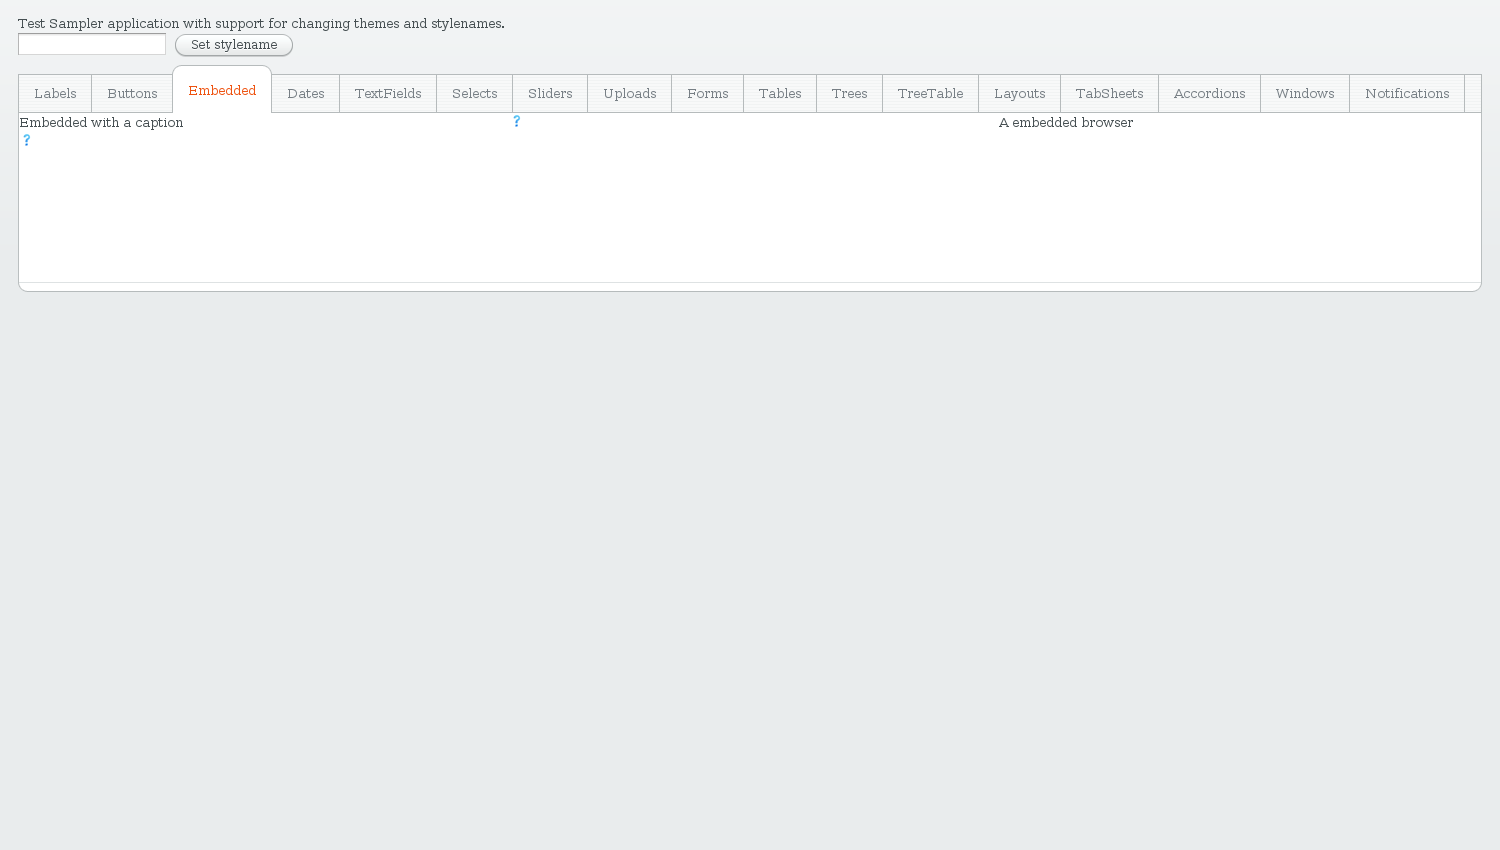 Test Sampler application with support for changing themes and stylenames.
Set stylename
Labels Buttons Embedded Dates TextFields Selects Sliders Uploads Forms Tables Trees TreeTable Layouts TabSheets Accordions Windows Notifications
Embedded with a caption ? A embedded browser
?